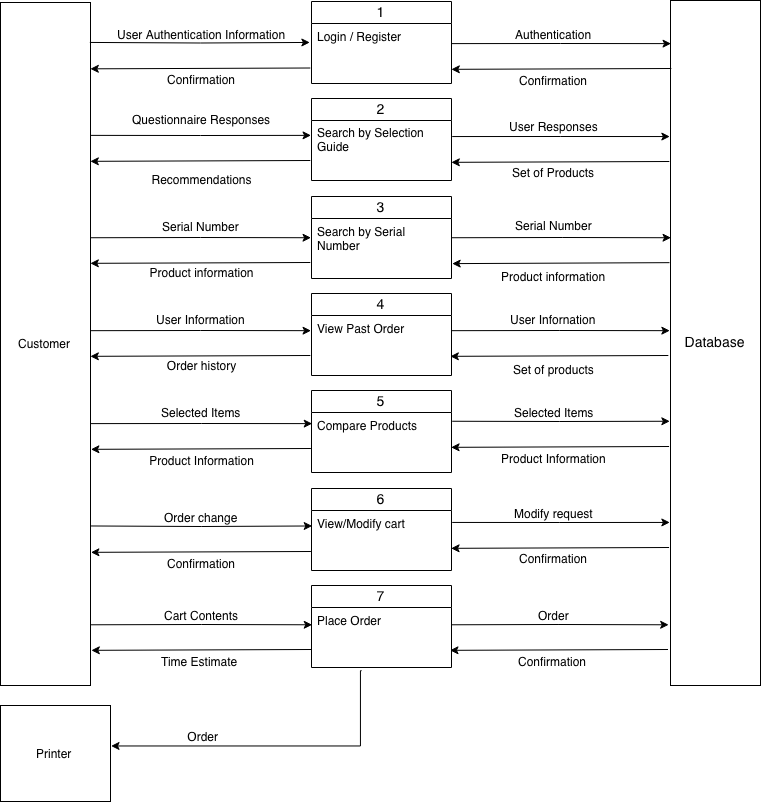 1
User Authentication Information
Login / Register
Authentication
Confirmation
Confirmation
2
Questionnaire Responses
Search by Selection
Guide
User Responses
Recommendations
Set of Products
3
Serial Number
Search by Serial
Number
Serial Number
Product information
Product information
4
User Information
View Past Order
User Infornation
Customer
Database
Order history
Set of products
5
Selected Items
Compare Products
Selected Items
Product Information
Product Information
6
Order change
View/Modify cart
Modify request
Confirmation
Confirmation
7
Cart Contents
Place Order
Order
Time Estimate
Confirmation
Order
Printer